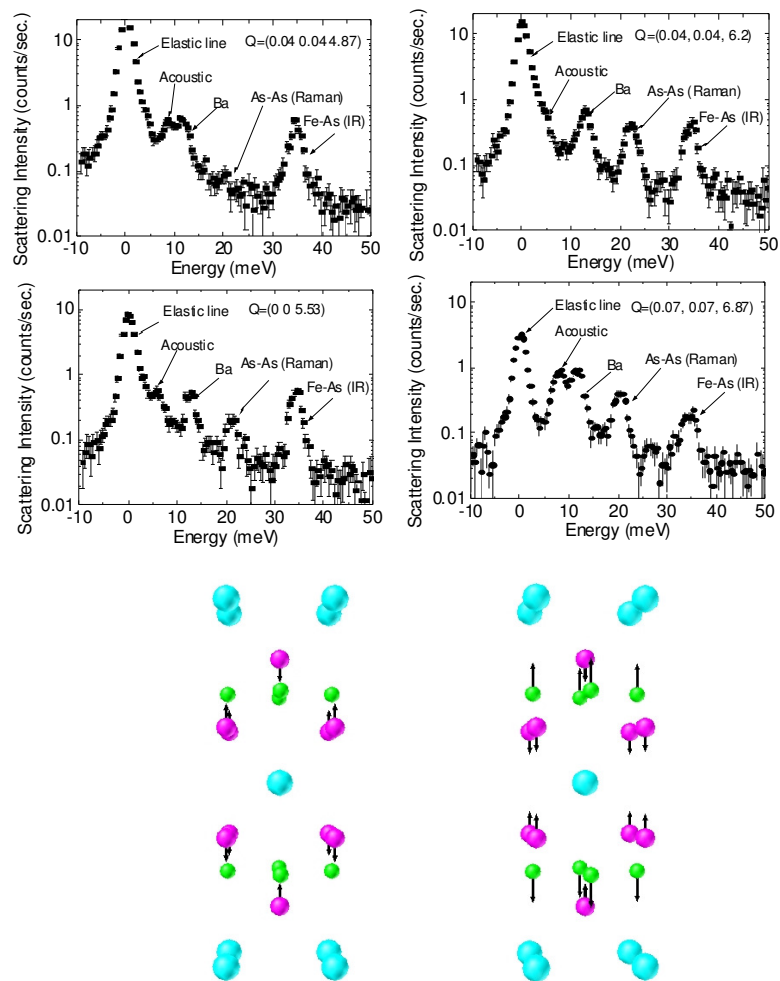 Scattering Intensity (counts/sec.)
10
1
0.1
0.01
Elastic line
Q=(0.04 0.04 4.87)
Acoustic
As-As (Raman)
Ba
Fe-As (IR)
-10 0 10 20 30 40 50
Energy (meV)
Scattering Intensity (counts/sec.)
10
1
0.1
0.01
Elastic line
Q=(0.04, 0.04, 6.2)
Acoustic
Ba
As-As (Raman)
Fe-As (IR)
-10 0 10 20 30 40 50
Energy (meV)
Scattering Intensity (counts/sec.)
10
1
0.1
0.01
Elastic line
Q=(0 0 5.53)
Acoustic
Ba
As-As (Raman)
Fe-As (IR)
-10 0 10 20 30 40 50
Energy (meV)
Scattering Intensity (counts/sec.)
10
1
0.1
0.01
Elastic line
Q=(0.07, 0.07, 6.87)
Acoustic
As-As (Raman)
Ba
Fe-As (IR)
-10 0 10 20 30 40 50
Energy (meV)